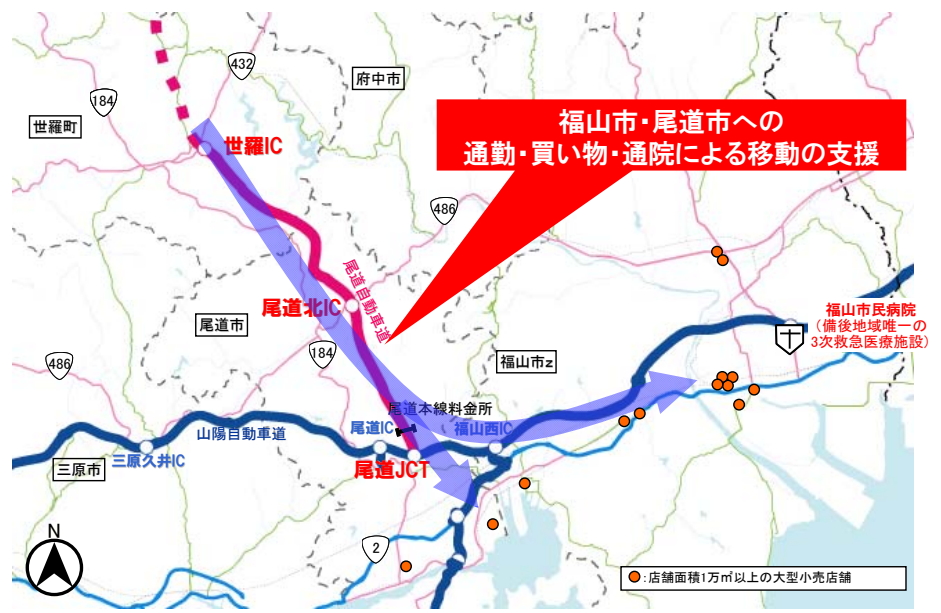 432
184
府中市
世羅町
世羅IC
福山市・尾道市への
通勤・買い物・通院による移動の支援
486
尾道自動車道
尾道北IC
尾道市
福山市民病院
(備後地域唯一の
3次救急医療施設)
184
福山市z
486
尾道本線料金所
尾道IC
福山西IC
山陽自動車道
三原久井IC
三原市
尾道JCT
N
2
:店舗面積1万㎡以上の大型小売店舗